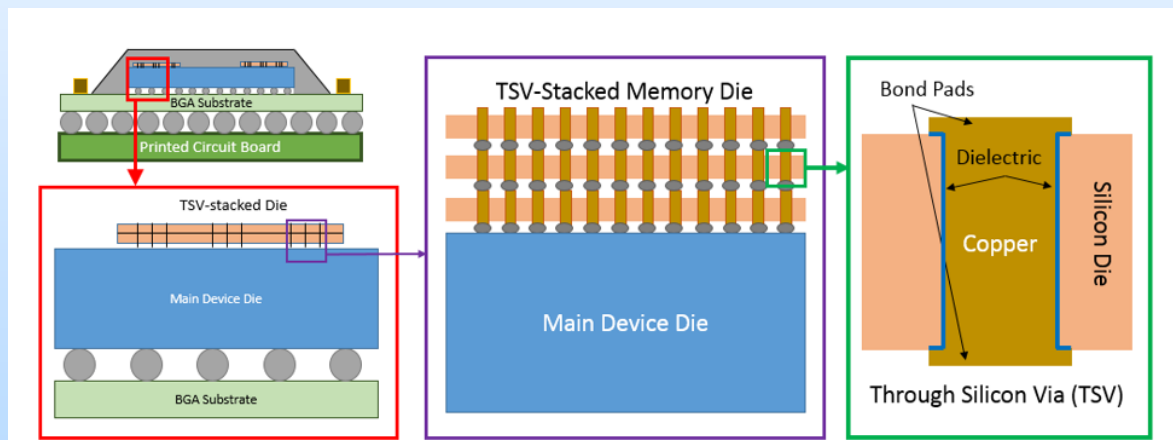 BGA Substrate
Printed Circuit Board
TSV-stacked Die
Main Device Die
BGA Substrate
TSV-Stacked Memory Die
Main Device Die
Bond Pads
Dielectric
Copper
Silicon Die
Through Silicon Via (TSV)